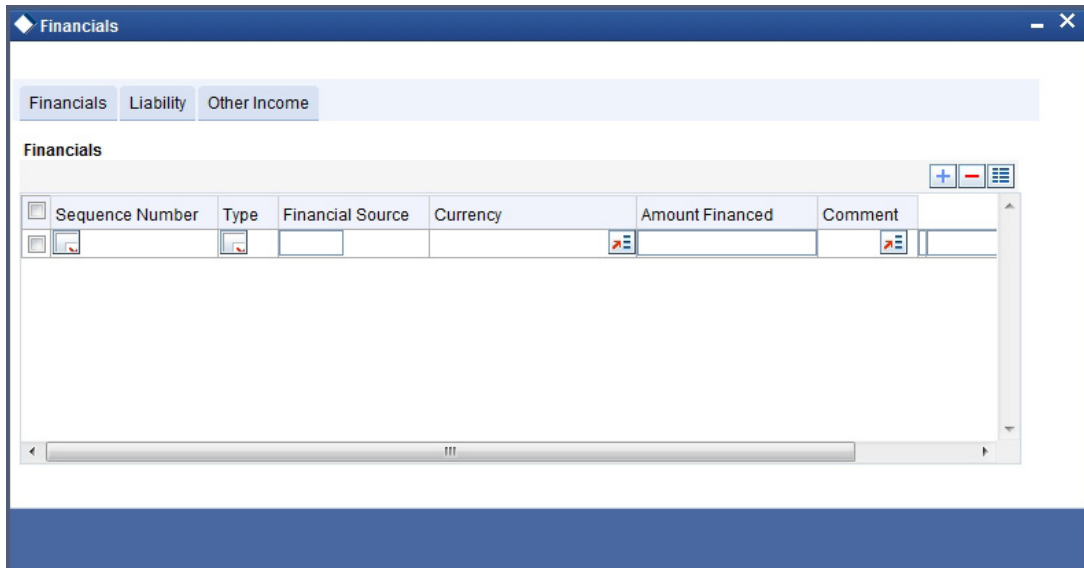 Financials
Financials Liability Other Income
Financials
Sequence Number Type Financial Source Currency Amount Financed Comment